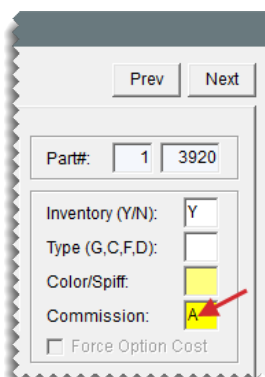 Prev Next
Part#: 1 3920
Inventory (Y/N): Y
Type (G,C,F,D):
Color/Spiff:
Commission: A
Force Option Cost